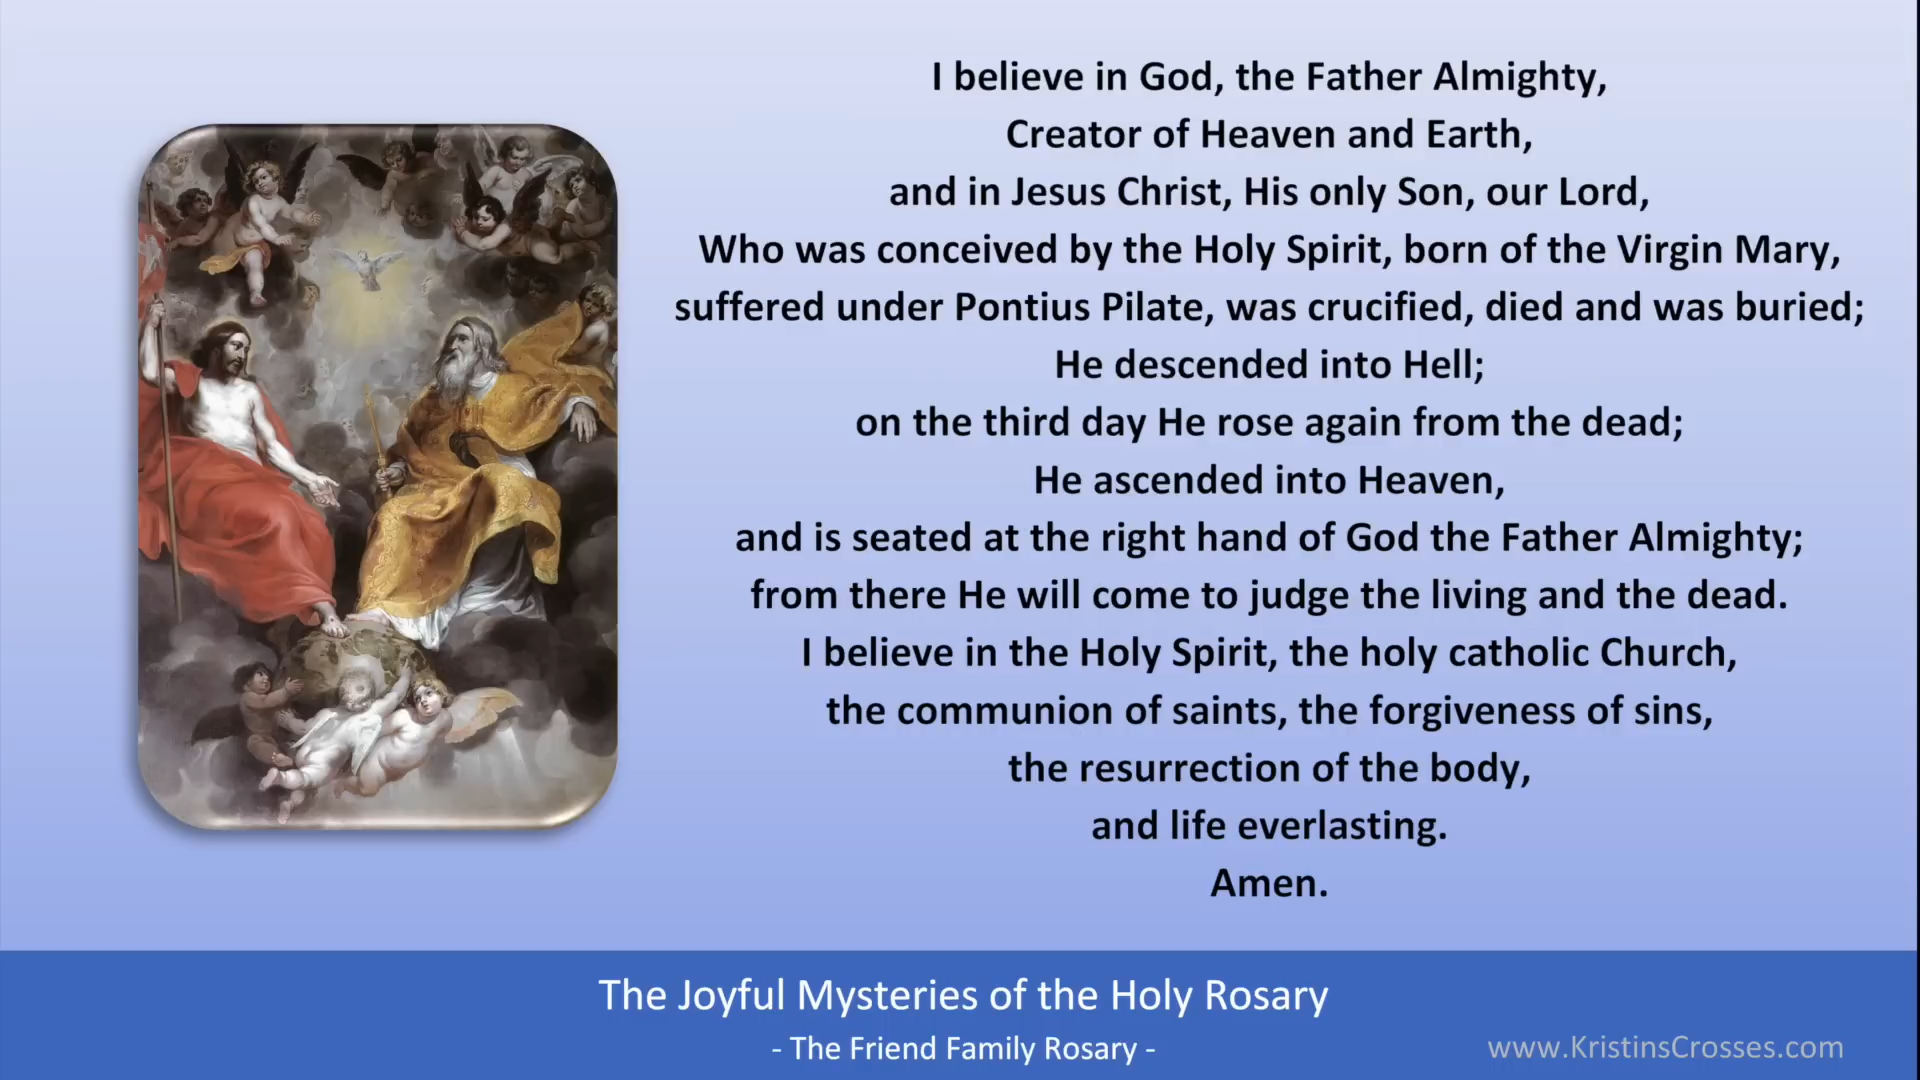 I believe in God, the Father Almighty,
Creator of Heaven and Earth,
and in Jesus Christ, His only Son, our Lord,
Who was conceived by the Holy Spirit, born of the Virgin Mary,
suffered under Pontius Pilate, was crucified, died and was buried;
He descended into Hell;
on the third day He rose again from the dead;
He ascended into Heaven,
and is seated at the right hand of God the Father Almighty;
from there He will come to judge the living and the dead.
I believe in the Holy Spirit, the holy catholic Church,
the communion of saints, the forgiveness of sins,
the resurrection of the body,
and life everlasting.
Amen.
The Joyful Mysteries of the Holy Rosary
- The Friend Family Rosary -
www.KristinsCrosses.com